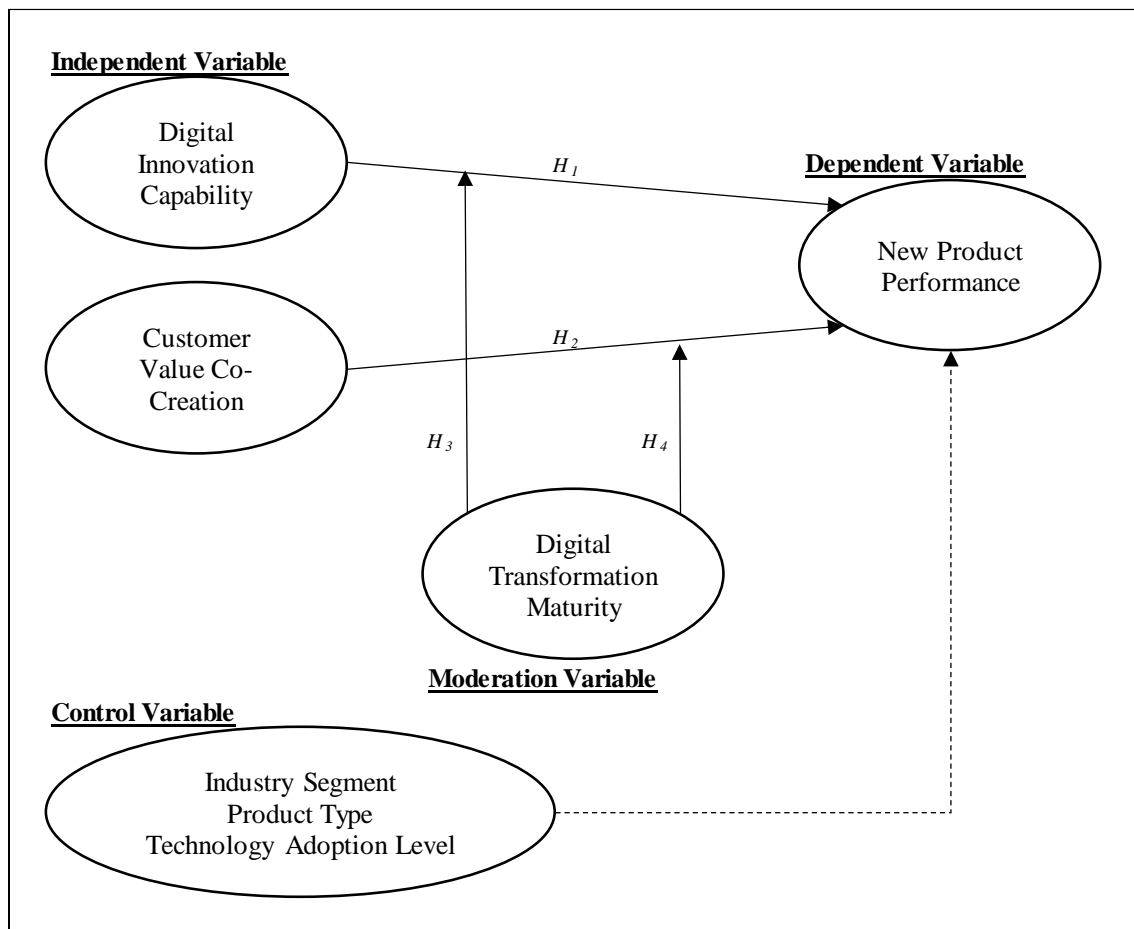 Independent Variable
Digital
Innovation
Capability
H1
Dependent Variable
New Product
Performance
Customer
Value Co-
Creation
H2
H3
H4
Digital
Transformation
Maturity
Moderation Variable
Control Variable
Industry Segment
Product Type
Technology Adoption Level